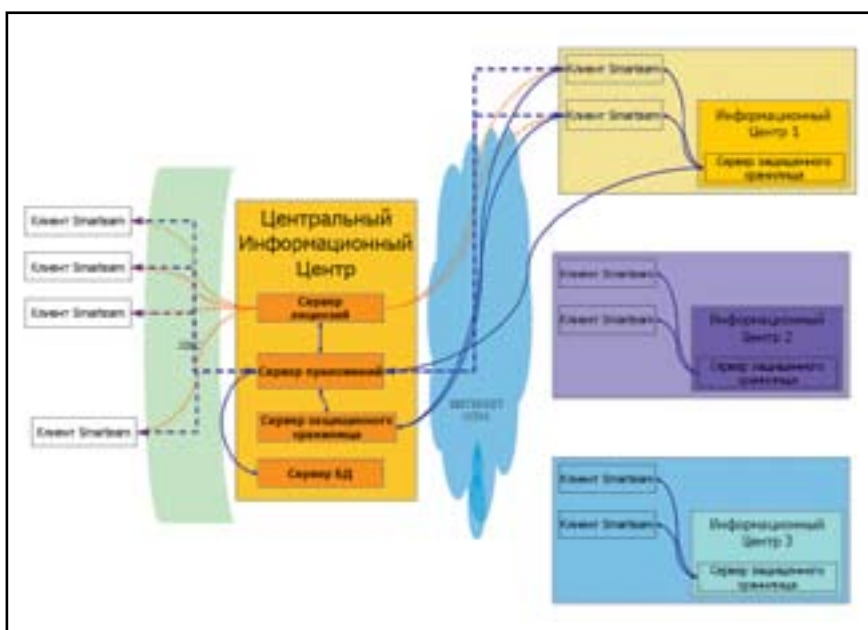 Клиент Smarteam
Клиент Smarteam
Клиент Smarteam
Клиент Smarteam
Центральный
Информационный
Центр
Сервер
лицензий
Сервер приложений
Сервер защищенного
хранилища
Сервер БД
Клиент Smarteam
Клиент Smarteam
Информационный
Центр 1
Сервер защищенного
хранилища
Клиент Smarteam
Клиент Smarteam
Информационный
Центр 2
Сервер защищенного
хранилища
Клиент Smarteam
Клиент Smarteam
Информационный
Центр 3
Сервер защищенного
хранилища